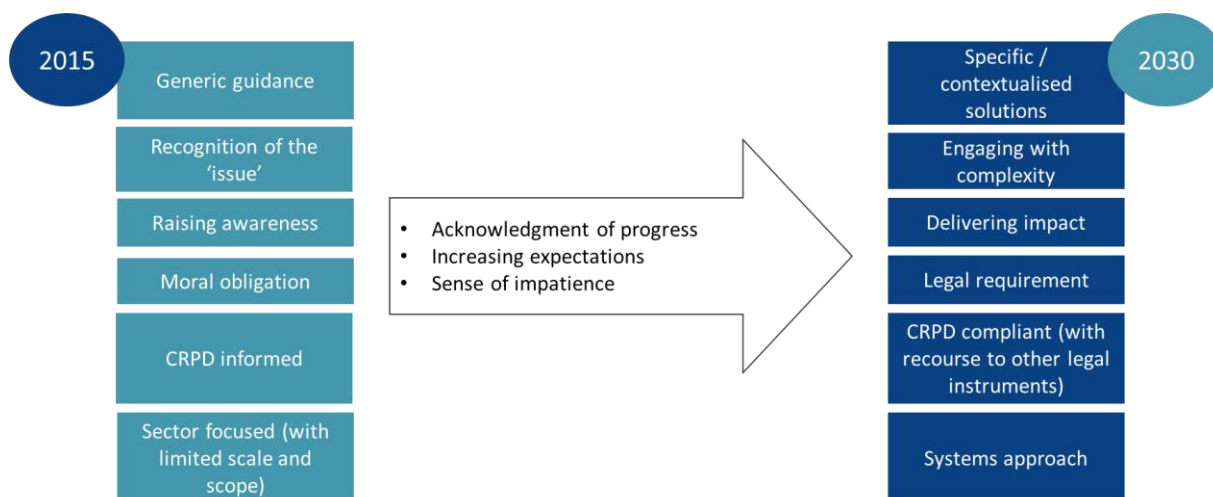 2015
Generic guidance
Recognition of the
‘issue’
Raising awareness
Moral obligation
CRPD informed
Sector focused (with
limited scale and
scope)
• Acknowledgment of progress
• Increasing expectations
• Sense of impatience
2030
Specific /
contextualised
solutions
Engaging with
complexity
Delivering impact
Legal requirement
CRPD compliant (with
recourse to other legal
instruments)
Systems approach